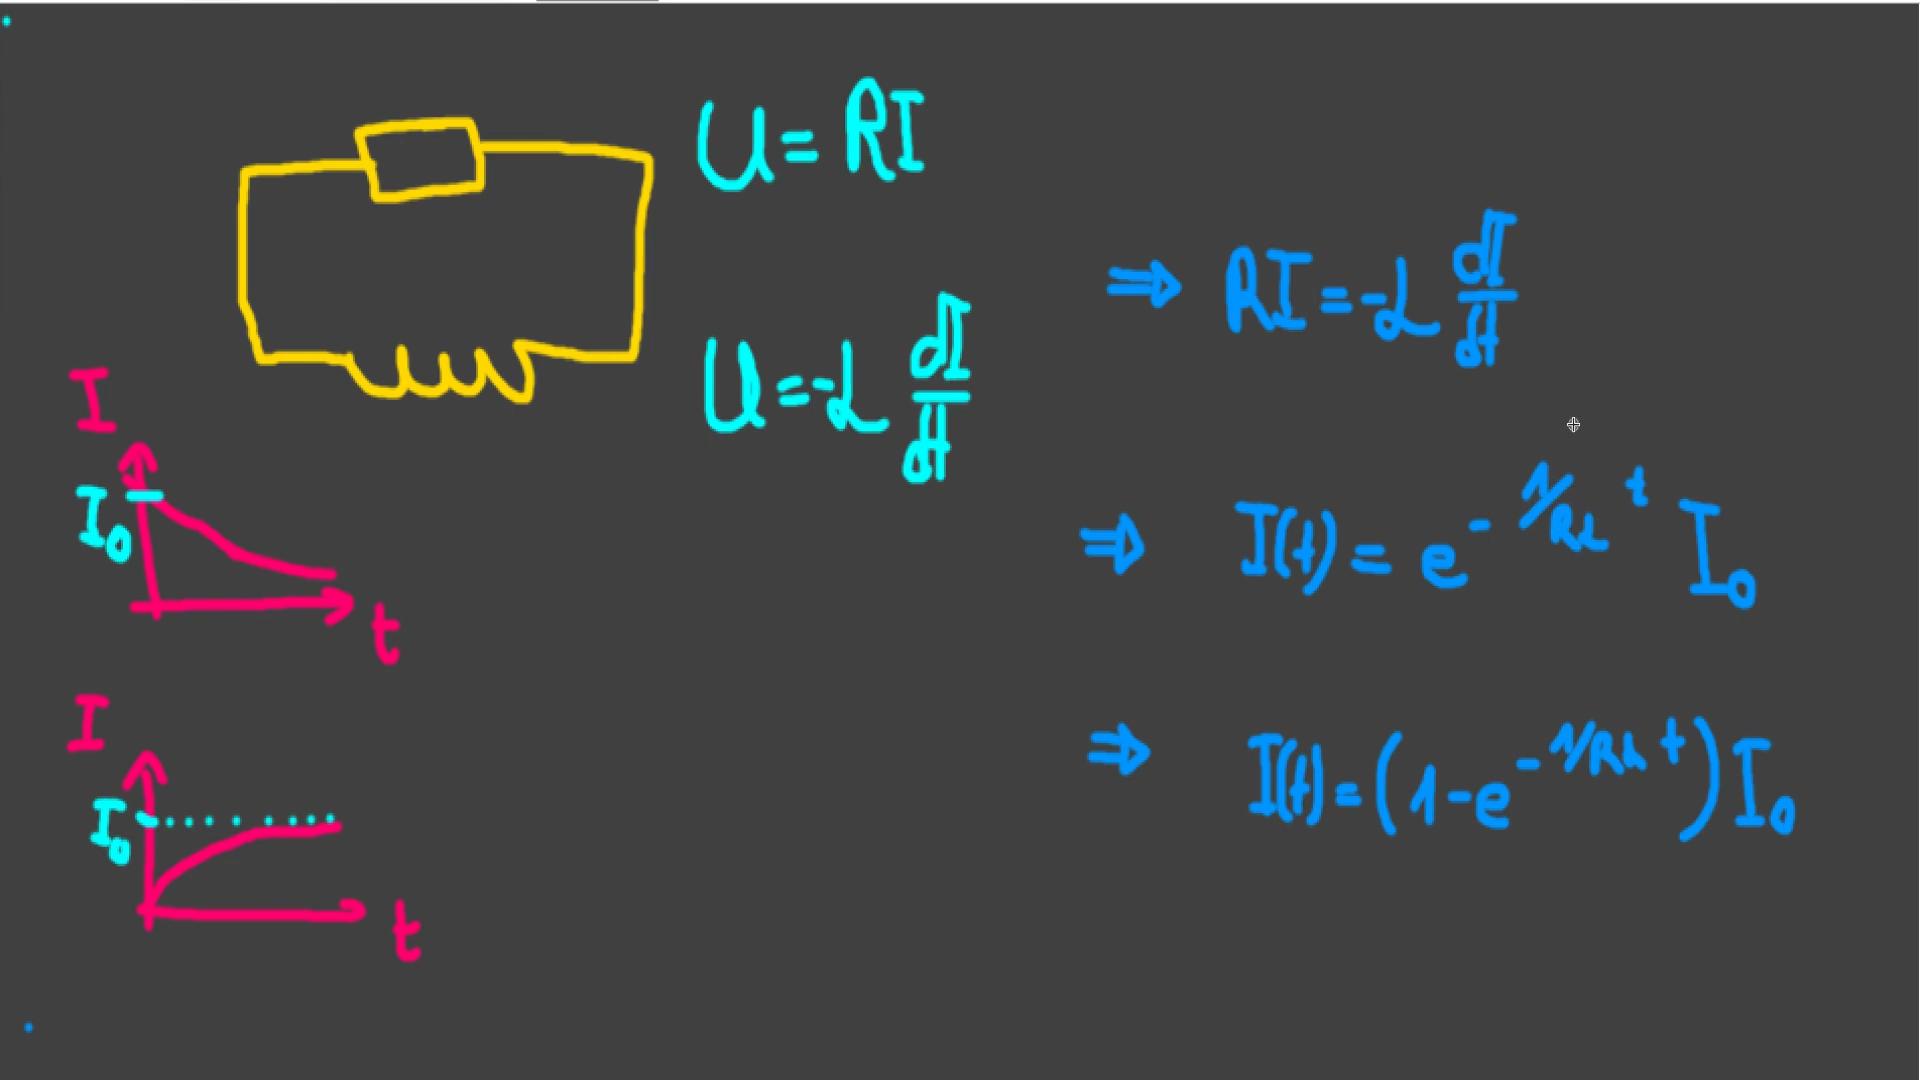 U = RI
⇒ RI = -L dI/dt
U = -L dI/dt
I
I₀
t
⇒ I(t) = e^(-1/RL t) I₀
I
I₀
t
⇒ I(t) = (1 - e^(-1/RL t)) I₀